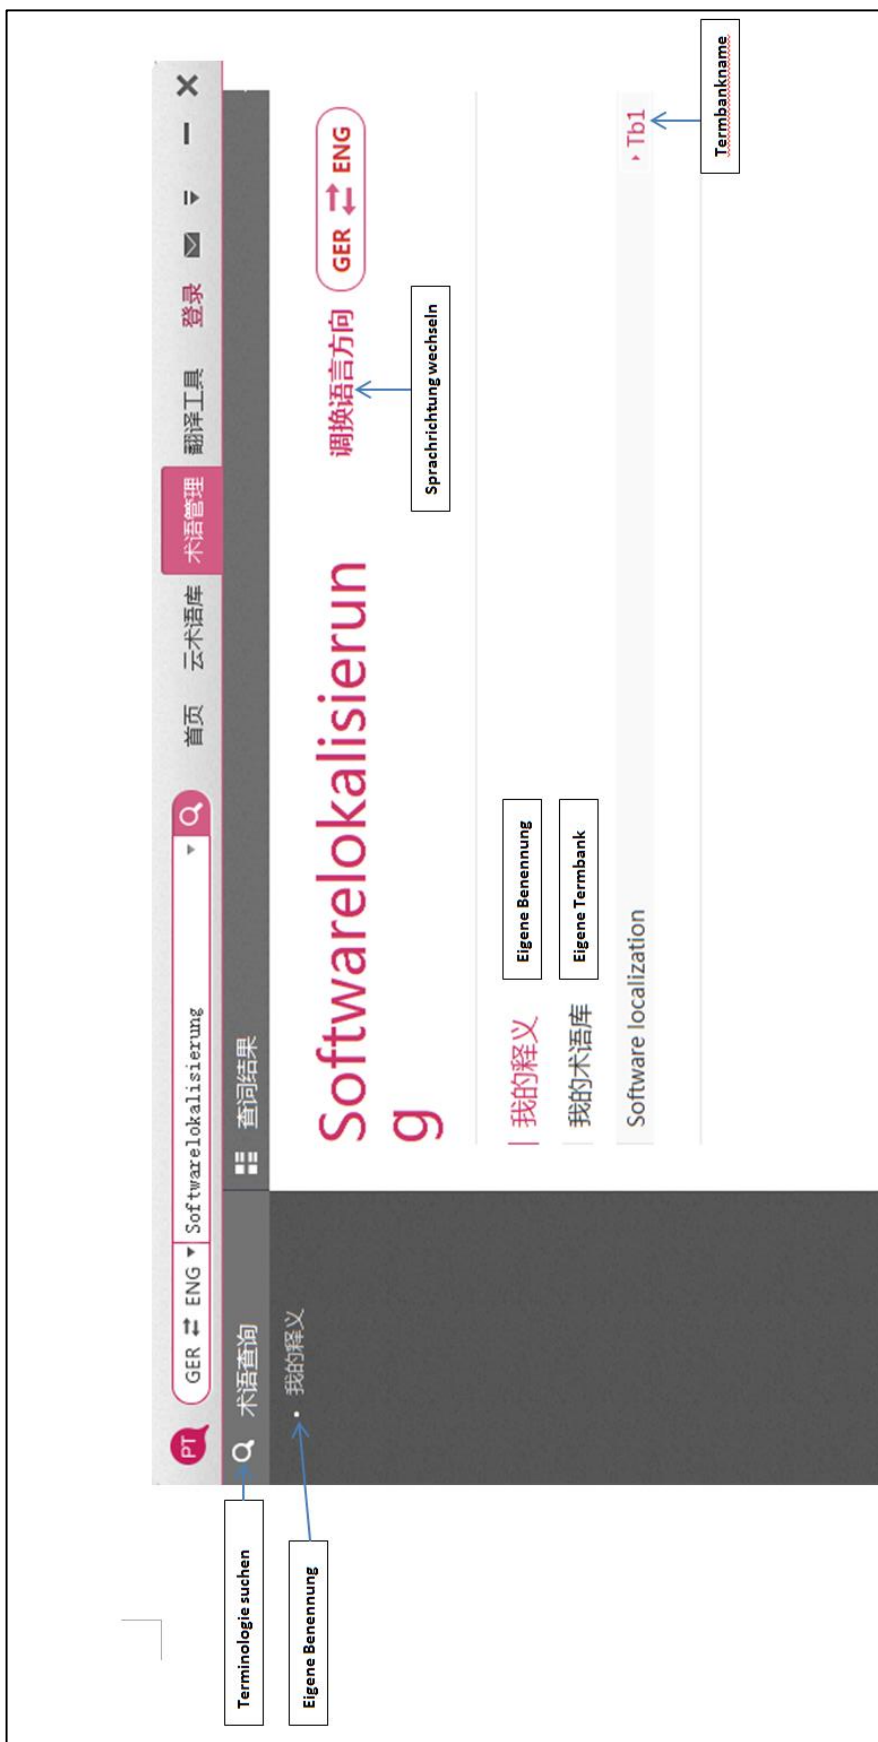 PT
GER ⇄ ENG ▾ Softwarelokalisierung
首页 云术语库 术语管理 翻译工具 登录
Terminologie suchen
术语查询
查词结果
Eigene Benennung
• 我的释义
Softwarelokalisierun
g
调换语言方向 GER ⇄ ENG
Sprachrichtung wechseln
我的释义
Eigene Benennung
我的术语库
Eigene Termbank
Software localization
Tb1
Termbankname